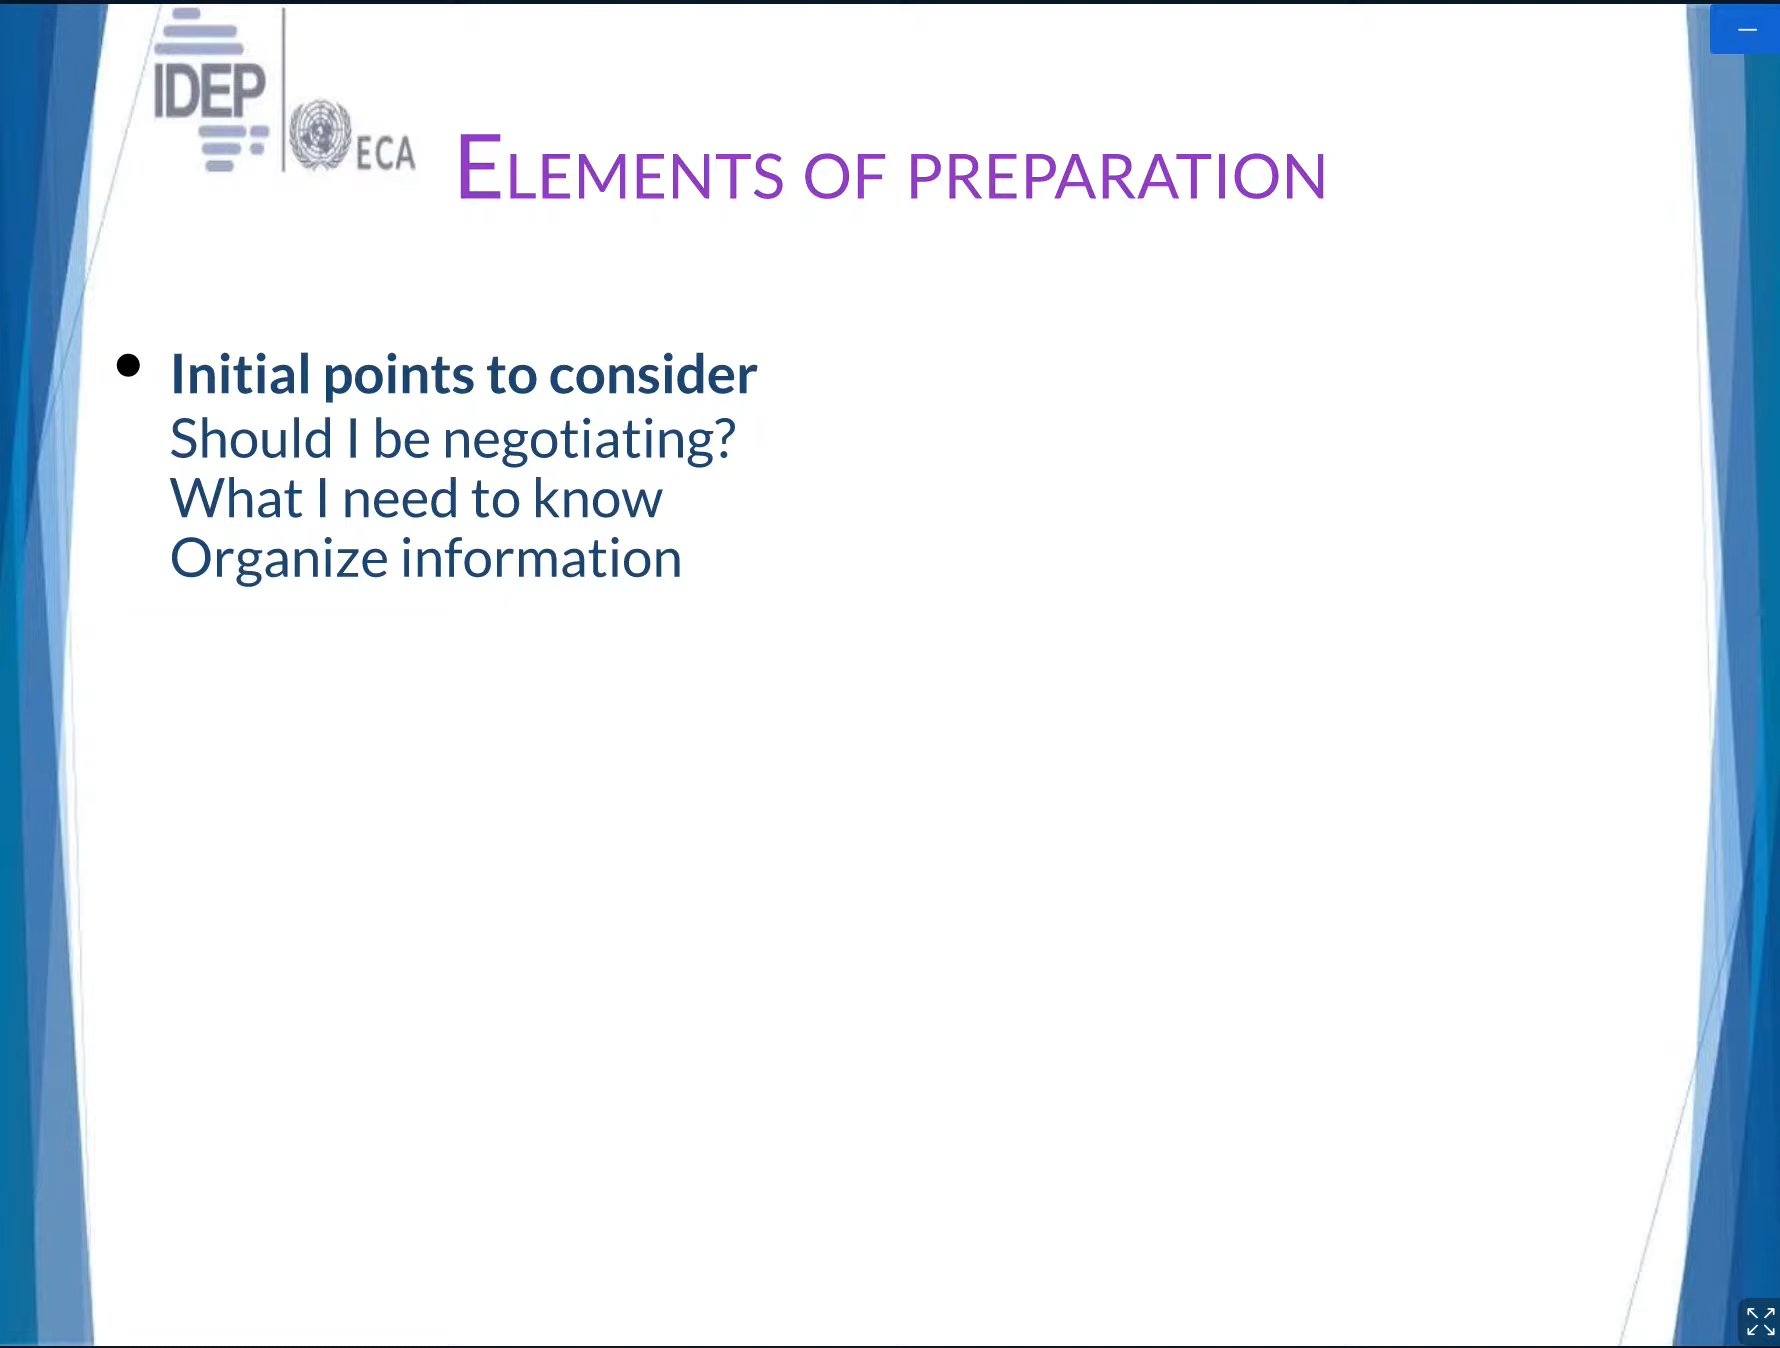 IDEP
ECA
ELEMENTS OF PREPARATION
• Initial points to consider
Should I be negotiating?
What I need to know
Organize information